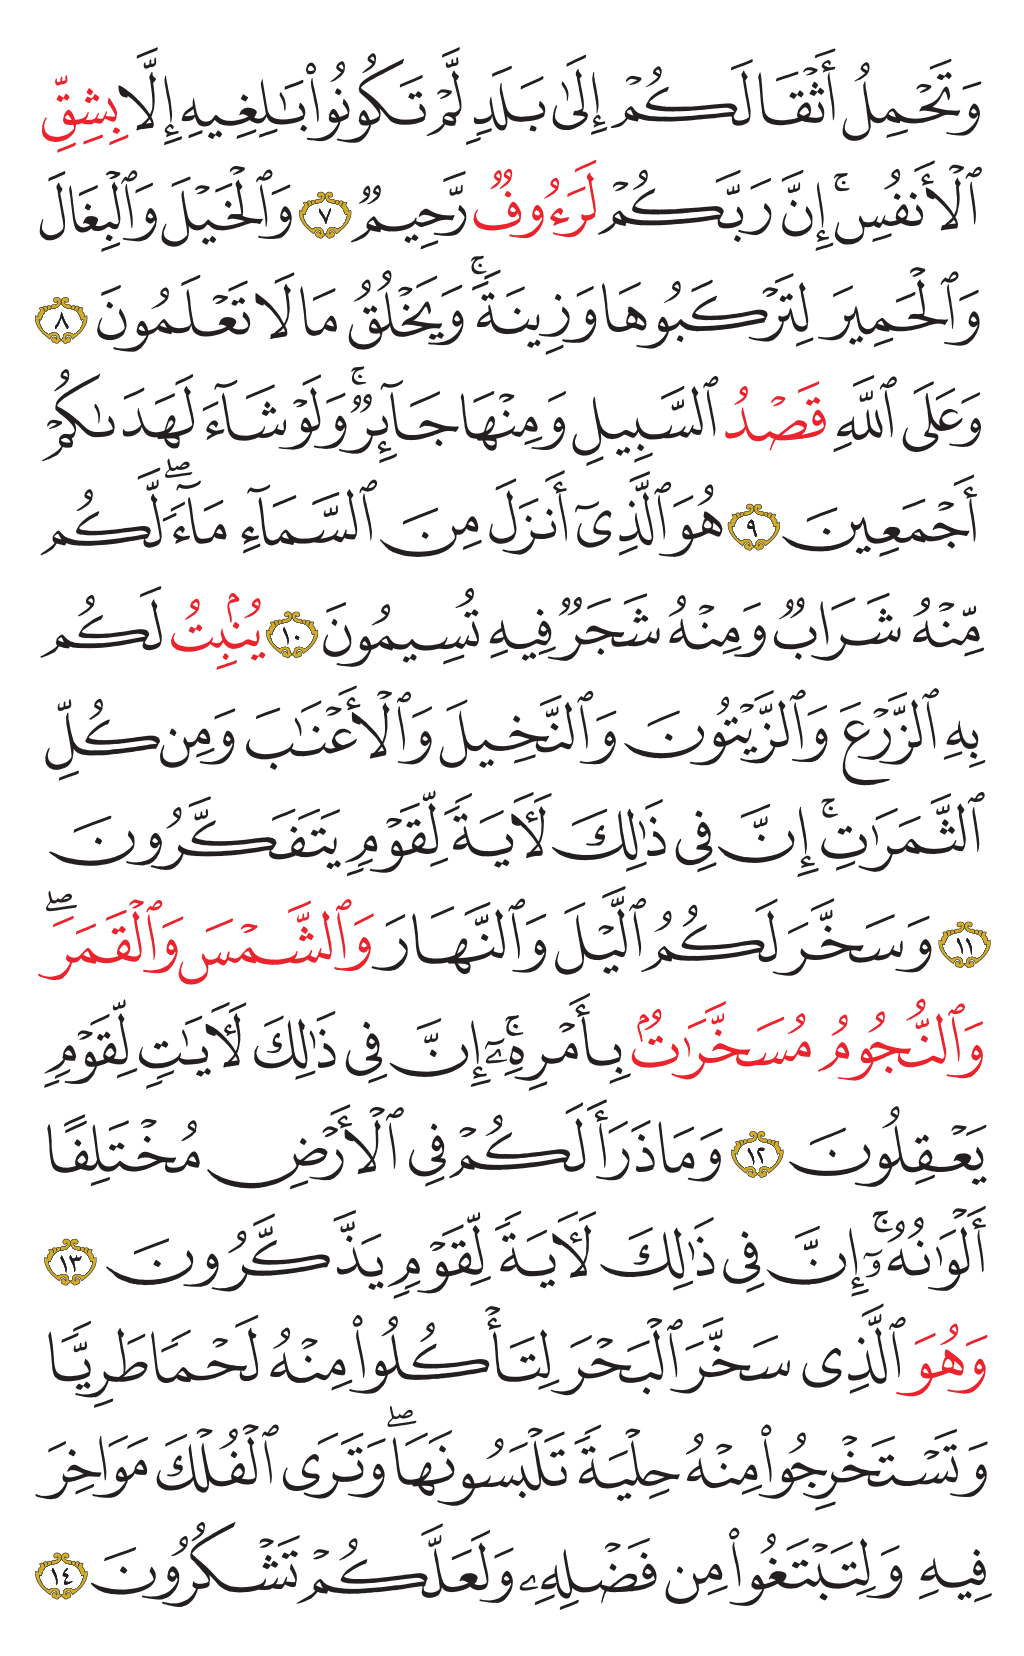 وَتَحۡمِلُ أَثۡقَالَكُمۡ إِلَىٰ بَلَدٖ لَّمۡ تَكُونُواْ بَٰلِغِيهِ إِلَّا بِشِقِّ
ٱلۡأَنفُسِۚ إِنَّ رَبَّكُمۡ لَرَءُوفٞ رَّحِيمٞ ٧ وَٱلۡخَيۡلَ وَٱلۡبِغَالَ
وَٱلۡحَمِيرَ لِتَرۡكَبُوهَا وَزِينَةٗۚ وَيَخۡلُقُ مَا لَا تَعۡلَمُونَ ٨
وَعَلَى ٱللَّهِ قَصۡدُ ٱلسَّبِيلِ وَمِنۡهَا جَآئِرٞۚ وَلَوۡ شَآءَ لَهَدَىٰكُمۡ
أَجۡمَعِينَ ٩ هُوَ ٱلَّذِيٓ أَنزَلَ مِنَ ٱلسَّمَآءِ مَآءٗۖ لَّكُم
مِّنۡهُ شَرَابٞ وَمِنۡهُ شَجَرٞ فِيهِ تُسِيمُونَ ١٠ يُنۢبِتُ لَكُم
بِهِ ٱلزَّرۡعَ وَٱلزَّيۡتُونَ وَٱلنَّخِيلَ وَٱلۡأَعۡنَٰبَ وَمِن كُلِّ
ٱلثَّمَرَٰتِۚ إِنَّ فِي ذَٰلِكَ لَأٓيَةٗ لِّقَوۡمٖ يَتَفَكَّرُونَ
١١ وَسَخَّرَ لَكُمُ ٱلَّيۡلَ وَٱلنَّهَارَ وَٱلشَّمۡسَ وَٱلۡقَمَرَۖ
وَٱلنُّجُومُ مُسَخَّرَٰتُۢ بِأَمۡرِهِۦٓۚ إِنَّ فِي ذَٰلِكَ لَأٓيَٰتٖ لِّقَوۡمٖ
يَعۡقِلُونَ ١٢ وَمَا ذَرَأَ لَكُمۡ فِي ٱلۡأَرۡضِ مُخۡتَلِفًا
أَلۡوَٰنُهُۥٓۚ إِنَّ فِي ذَٰلِكَ لَأٓيَةٗ لِّقَوۡمٖ يَذَّكَّرُونَ ١٣
وَهُوَ ٱلَّذِي سَخَّرَ ٱلۡبَحۡرَ لِتَأۡكُلُواْ مِنۡهُ لَحۡمٗا طَرِيّٗا
وَتَسۡتَخۡرِجُواْ مِنۡهُ حِلۡيَةٗ تَلۡبَسُونَهَاۖ وَتَرَى ٱلۡفُلۡكَ مَوَاخِرَ
فِيهِ وَلِتَبۡتَغُواْ مِن فَضۡلِهِۦ وَلَعَلَّكُمۡ تَشۡكُرُونَ ١٤